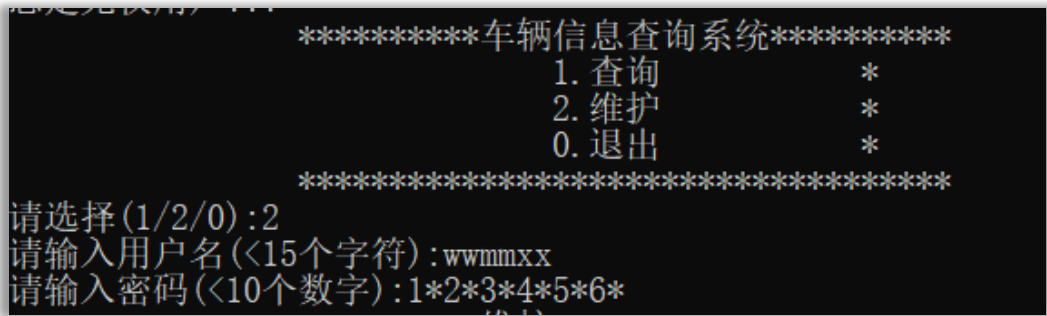 **********车辆信息查询系统**********
1.查询 *
2.维护 *
0.退出 *
************************************
请选择(1/2/0):2
请输入用户名(<15个字符):wwmmxx
请输入密码(<10个数字):1*2*3*4*5*6*